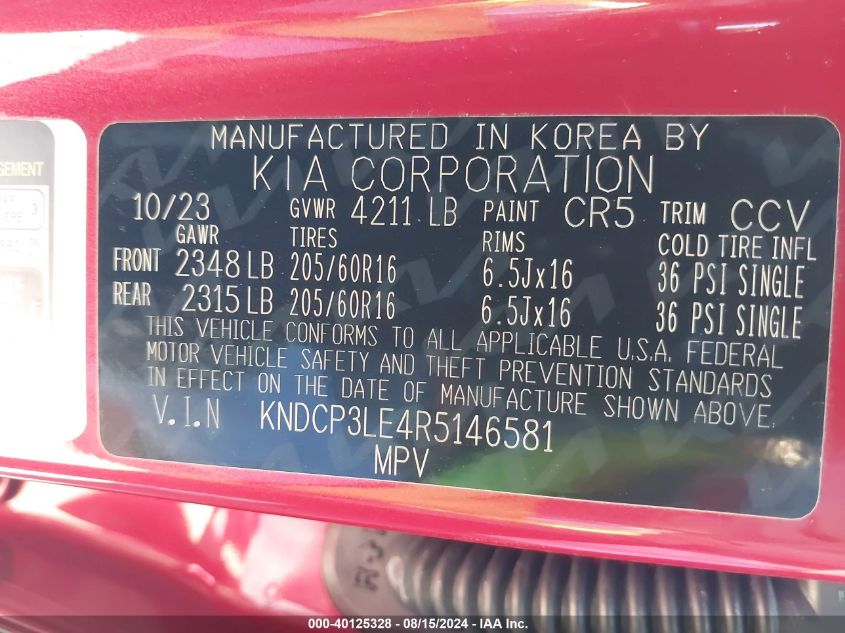 GEMENT
3
MANUFACTURED IN KOREA BY
KIA CORPORATION
10/23 GVWR 4211 LB PAINT CR5 TRIM CCV
GAWR TIRES RIMS COLD TIRE INFL
FRONT 2348 LB 205/60R16 6.5Jx16 36 PSI SINGLE
REAR 2315 LB 205/60R16 6.5Jx16 36 PSI SINGLE
THIS VEHICLE CONFORMS TO ALL APPLICABLE U.S.A. FEDERAL
MOTOR VEHICLE SAFETY AND THEFT PREVENTION STANDARDS
IN EFFECT ON THE DATE OF MANUFACTURE SHOWN ABOVE.
V.I.N KNDCP3LE4R5146581
MPV
000-40125328 - 08/15/2024 - IAA Inc.